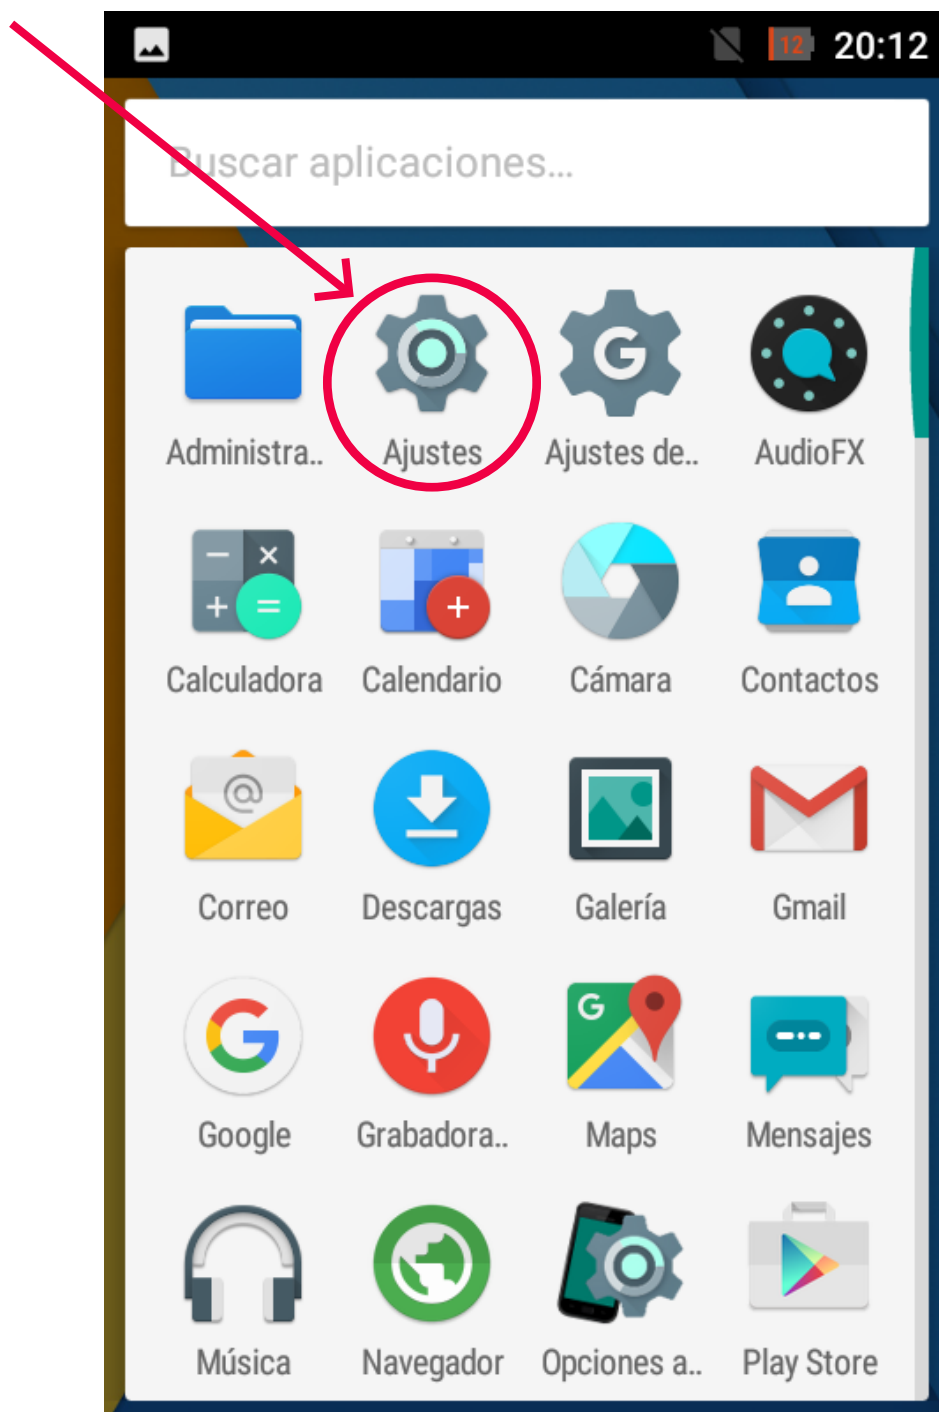 12 20:12
Buscar aplicaciones...
Administra.. Ajustes Ajustes de.. AudioFX
Calculadora Calendario Cámara Contactos
Correo Descargas Galería Gmail
Google Grabadora.. Maps Mensajes
Música Navegador Opciones a.. Play Store